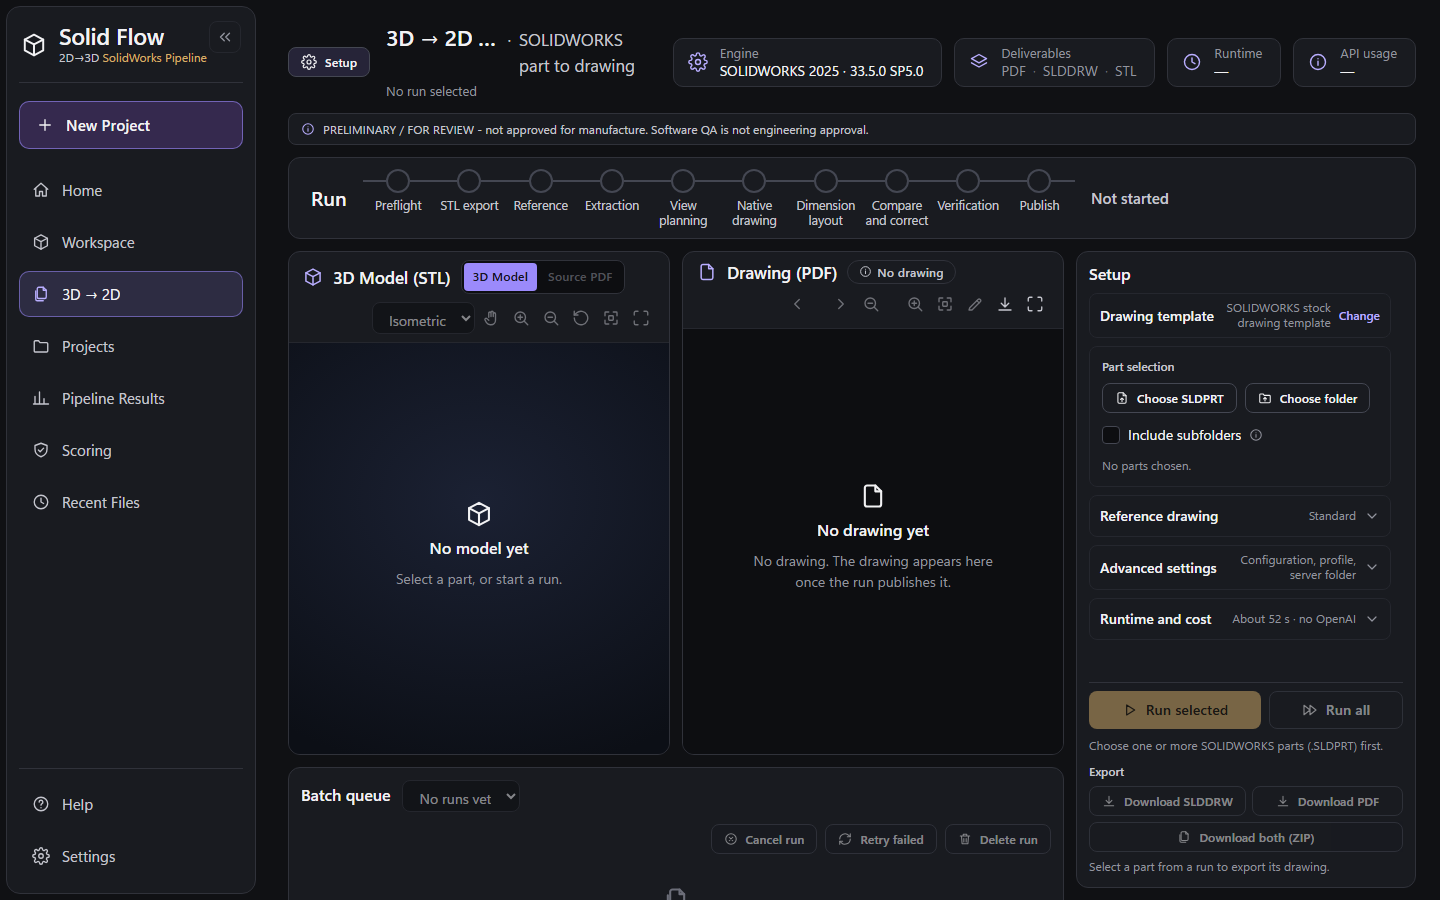 Solid Flow
2D→3D SolidWorks Pipeline
New Project
Home
Workspace
3D → 2D
Projects
Pipeline Results
Scoring
Recent Files
Help
Settings
Setup
3D → 2D ... · SOLIDWORKS
part to drawing
No run selected
Engine
SOLIDWORKS 2025 · 33.5.0 SP5.0
Deliverables
PDF · SLDDRW · STL
Runtime
—
API usage
—
PRELIMINARY / FOR REVIEW - not approved for manufacture. Software QA is not engineering approval.
Run
Preflight
STL export
Reference
Extraction
View
planning
Native
drawing
Dimension
layout
Compare
and correct
Verification
Publish
Not started
3D Model (STL)
3D Model
Source PDF
Isometric
No model yet
Select a part, or start a run.
Drawing (PDF)
No drawing
No drawing yet
No drawing. The drawing appears here
once the run publishes it.
Batch queue
No runs yet
Cancel run
Retry failed
Delete run
Setup
Drawing template
SOLIDWORKS stock
drawing template
Change
Part selection
Choose SLDPRT
Choose folder
Include subfolders
No parts chosen.
Reference drawing
Standard
Advanced settings
Configuration, profile,
server folder
Runtime and cost
About 52 s · no OpenAI
Run selected
Run all
Choose one or more SOLIDWORKS parts (.SLDPRT) first.
Export
Download SLDDRW
Download PDF
Download both (ZIP)
Select a part from a run to export its drawing.